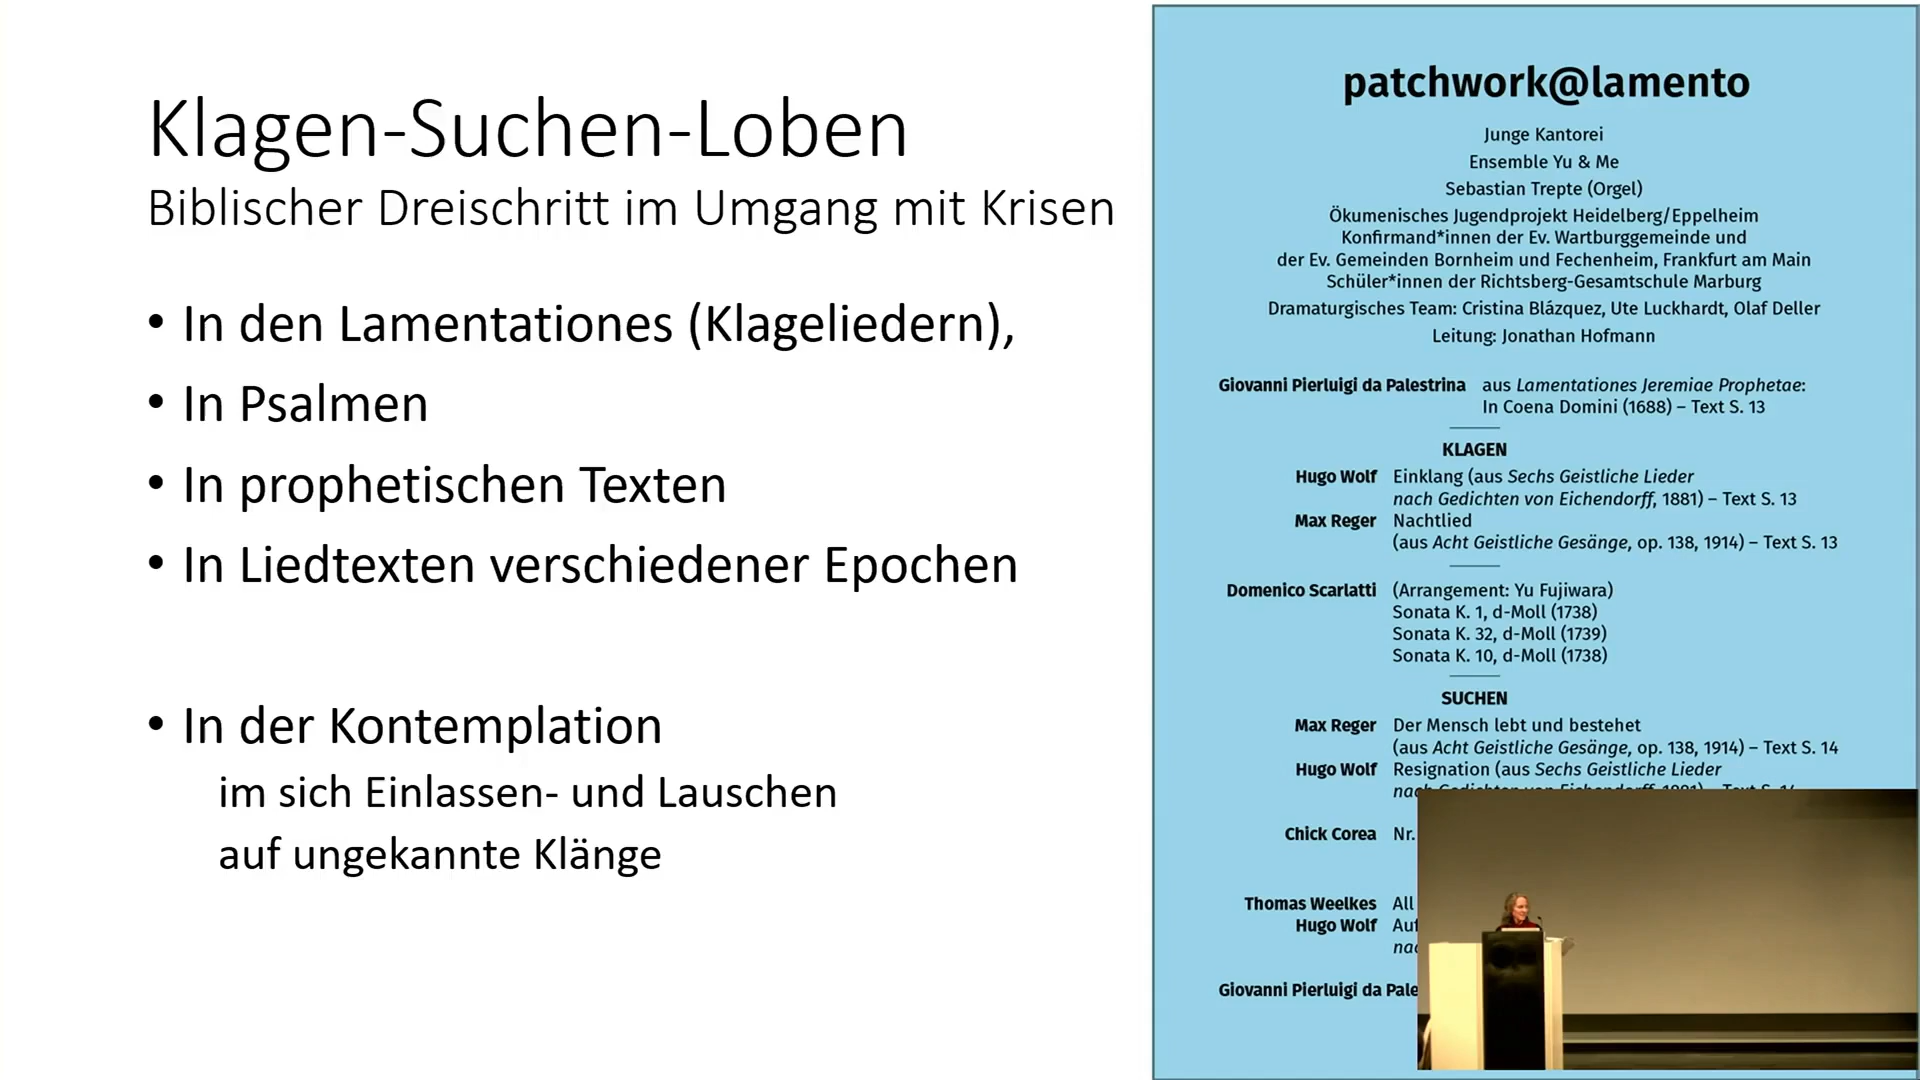 Klagen-Suchen-Loben
Biblischer Dreischritt im Umgang mit Krisen
• In den Lamentationes (Klageliedern),
• In Psalmen
• In prophetischen Texten
• In Liedtexten verschiedener Epochen
• In der Kontemplation
im sich Einlassen- und Lauschen
auf ungekannte Klänge
patchwork@lamento
Junge Kantorei
Ensemble Yu & Me
Sebastian Trepte (Orgel)
Ökumenisches Jugendprojekt Heidelberg/Eppelheim
Konfirmand*innen der Ev. Wartburggemeinde und
der Ev. Gemeinden Bornheim und Fechenheim, Frankfurt am Main
Schüler*innen der Richtsberg-Gesamtschule Marburg
Dramaturgisches Team: Cristina Blázquez, Ute Luckhardt, Olaf Deller
Leitung: Jonathan Hofmann
Giovanni Pierluigi da Palestrina aus Lamentationes Jeremiae Prophetae:
In Coena Domini (1688) – Text S. 13
KLAGEN
Hugo Wolf Einklang (aus Sechs Geistliche Lieder
nach Gedichten von Eichendorff, 1881) – Text S. 13
Max Reger Nachtlied
(aus Acht Geistliche Gesänge, op. 138, 1914) – Text S. 13
Domenico Scarlatti (Arrangement: Yu Fujiwara)
Sonata K. 1, d-Moll (1738)
Sonata K. 32, d-Moll (1739)
Sonata K. 10, d-Moll (1738)
SUCHEN
Max Reger Der Mensch lebt und bestehet
(aus Acht Geistliche Gesänge, op. 138, 1914) – Text S. 14
Hugo Wolf Resignation (aus Sechs Geistliche Lieder
Chick Corea Nr.
Thomas Weelkes All
Hugo Wolf
Giovanni Pierluigi da